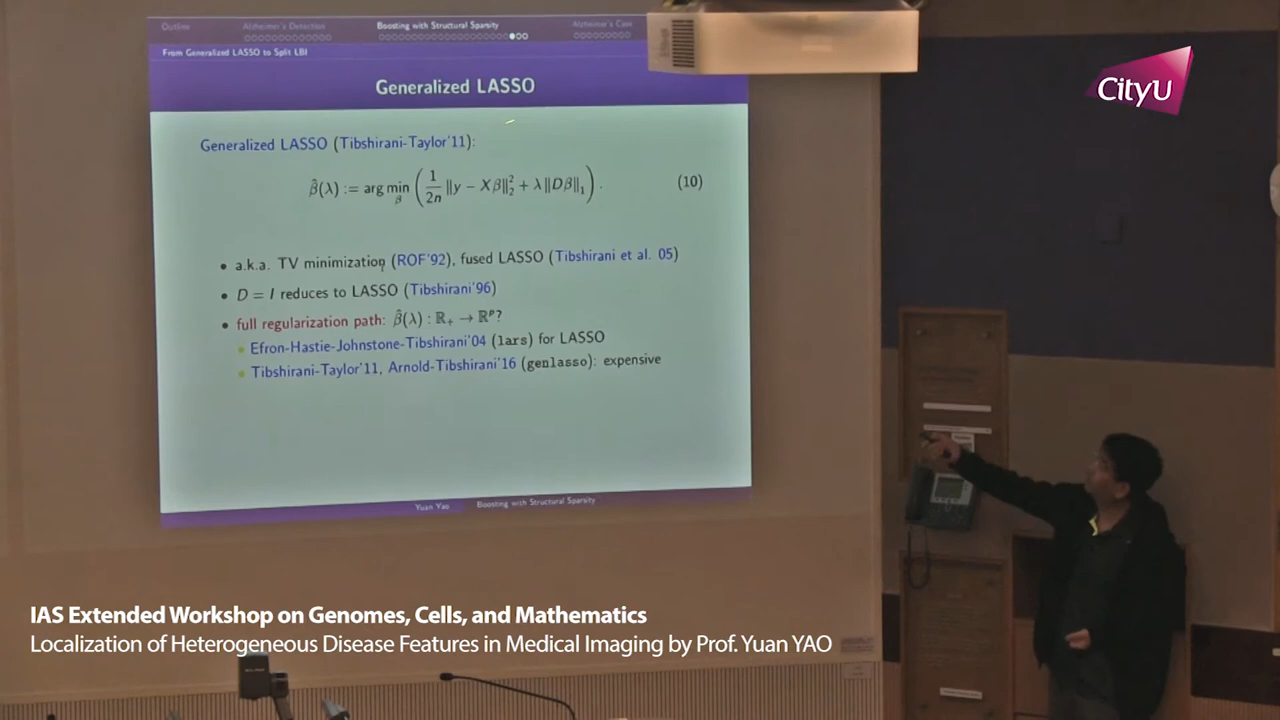 Outline Alzheimer's Detection Boosting with Structural Sparsity Alzheimer's Case
From Generalized LASSO to Split LBI
Generalized LASSO
CityU
Generalized LASSO (Tibshirani-Taylor'11):
β̂(λ) := arg min_β ( 1/2n ‖y − Xβ‖₂² + λ ‖Dβ‖₁ ) . (10)
• a.k.a. TV minimization (ROF'92), fused LASSO (Tibshirani et al. 05)
• D = I reduces to LASSO (Tibshirani'96)
• full regularization path: β̂(λ) : ℝ₊ → ℝᵖ?
• Efron-Hastie-Johnstone-Tibshirani'04 (lars) for LASSO
• Tibshirani-Taylor'11, Arnold-Tibshirani'16 (genlasso): expensive
Yuan Yao Boosting with Structural Sparsity
IAS Extended Workshop on Genomes, Cells, and Mathematics
Localization of Heterogeneous Disease Features in Medical Imaging by Prof. Yuan YAO